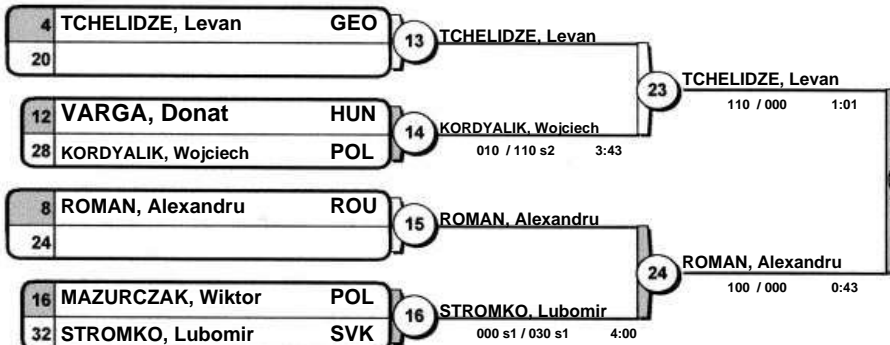 4 TCHELIDZE, Levan GEO
20
13
TCHELIDZE, Levan
12 VARGA, Donat HUN
28 KORDYALIK, Wojciech POL
14
KORDYALIK, Wojciech
010 / 110 s2 3:43
23
TCHELIDZE, Levan
110 / 000 1:01
8 ROMAN, Alexandru ROU
24
15
ROMAN, Alexandru
16 MAZURCZAK, Wiktor POL
32 STROMKO, Lubomir SVK
16
STROMKO, Lubomir
000 s1 / 030 s1 4:00
24
ROMAN, Alexandru
100 / 000 0:43